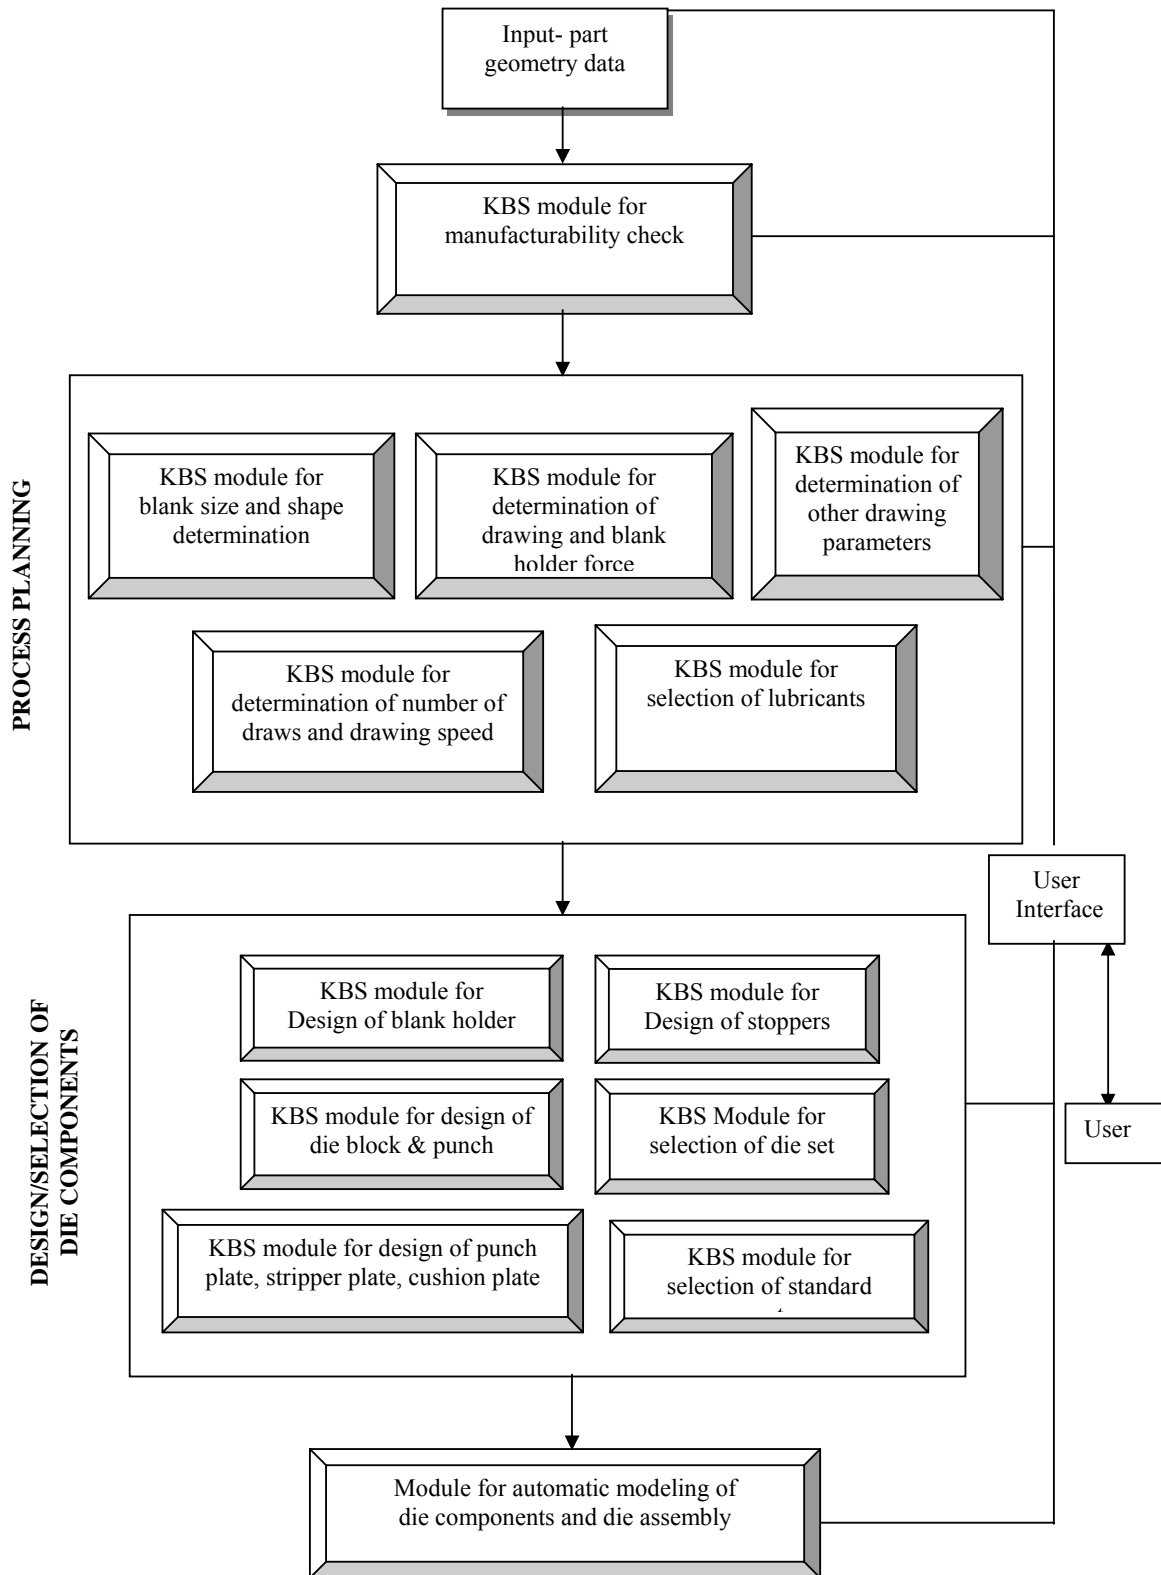 Input- part
geometry data
KBS module for
manufacturability check
PROCESS PLANNING
KBS module for
blank size and shape
determination
KBS module for
determination of
drawing and blank
holder force
KBS module for
determination of
other drawing
parameters
KBS module for
determination of number of
draws and drawing speed
KBS module for
selection of lubricants
User
Interface
User
DESIGN/SELECTION OF
DIE COMPONENTS
KBS module for
Design of blank holder
KBS module for
Design of stoppers
KBS module for design of
die block & punch
KBS Module for
selection of die set
KBS module for design of punch
plate, stripper plate, cushion plate
KBS module for
selection of standard
Module for automatic modeling of
die components and die assembly